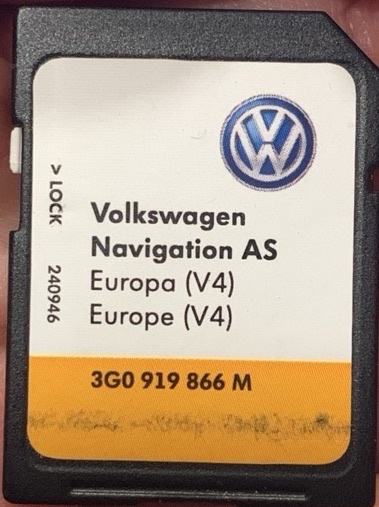 Volkswagen
Navigation AS
Europa (V4)
Europe (V4)
3G0 919 866 M
> LOCK 240946